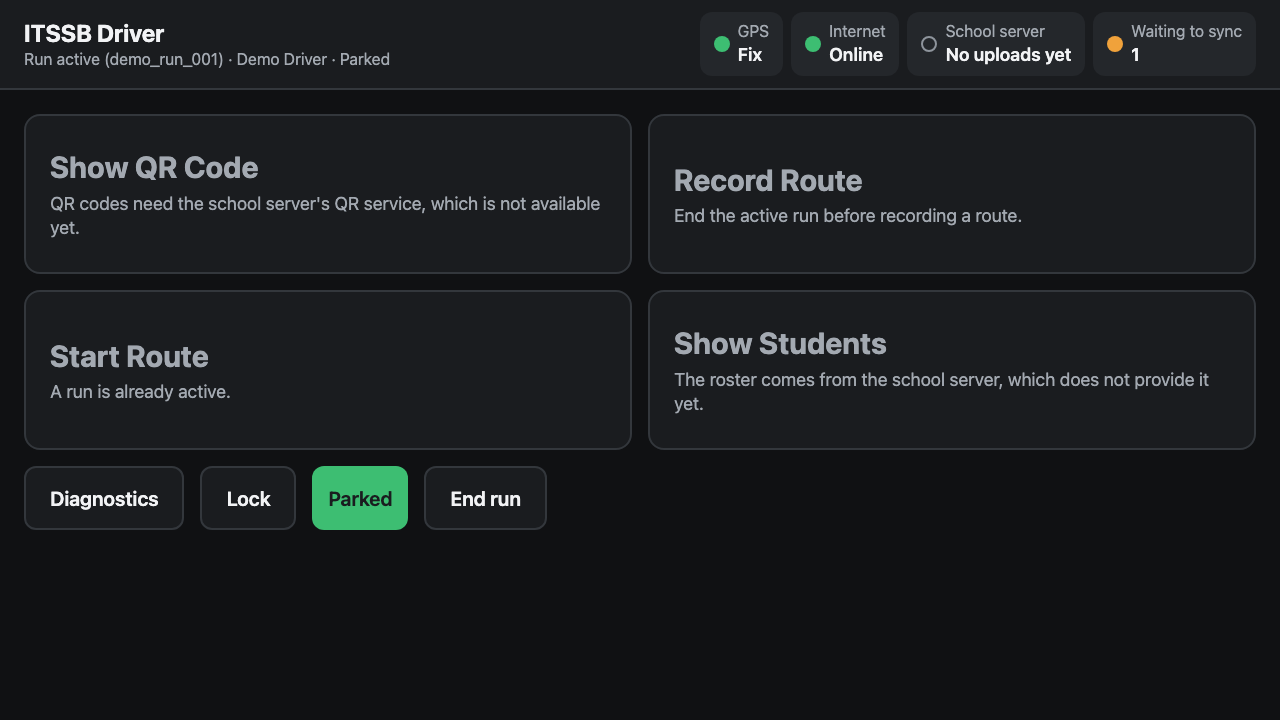 ITSSB Driver
Run active (demo_run_001) · Demo Driver · Parked
GPS
Fix
Internet
Online
School server
No uploads yet
Waiting to sync
1
Show QR Code
QR codes need the school server's QR service, which is not available
yet.
Record Route
End the active run before recording a route.
Start Route
A run is already active.
Show Students
The roster comes from the school server, which does not provide it
yet.
Diagnostics
Lock
Parked
End run